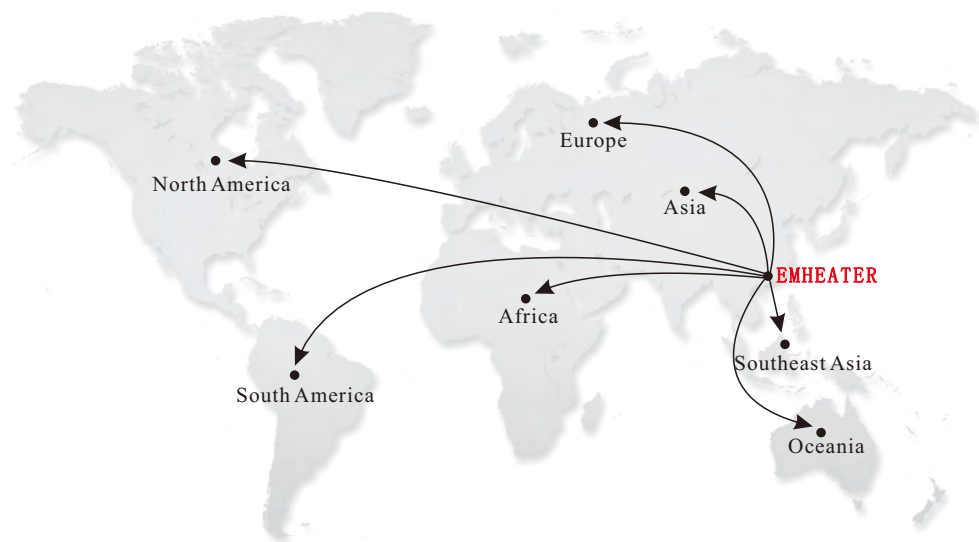 Europe
North America
Asia
EMHEATER
Africa
Southeast Asia
South America
Oceania